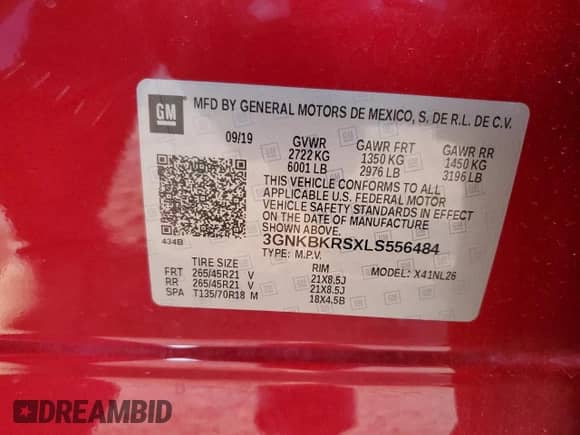 GM
MFD BY GENERAL MOTORS DE MEXICO, S. DE R.L. DE C.V.
09/19 GVWR GAWR FRT GAWR RR
2722 KG 1350 KG 1450 KG
6001 LB 2976 LB 3196 LB
THIS VEHICLE CONFORMS TO ALL
APPLICABLE U.S. FEDERAL MOTOR
VEHICLE SAFETY STANDARDS IN
EFFECT ON THE DATE OF MANUFACTURE
SHOWN ABOVE.
434B
3GNKBKRSXLS556484
TYPE: M.P.V. MODEL: X41NL26
TIRE SIZE RIM
FRT 265/45R21 V 21X8.5J
RR 265/45R21 V 21X8.5J
SPA T135/70R18 M 18X4.5B
DREAMBID